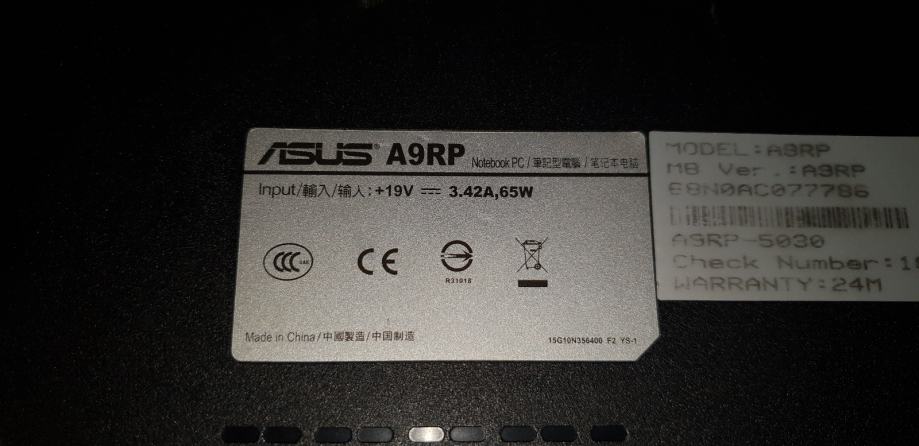 ASUS A9RP Notebook PC / 筆記型電腦 / 笔记本电脑
Input/輸入/输入: +19V ⎓ 3.42A,65W
CCC
CE
R31018
Made in China/中國製造/中国制造
15G10N356400 F2 YS-1
MODEL:A9RP
MB Ver.:A9RP
E8N0AC077786
A9RP-5030
Check Number:
WARRANTY:24M